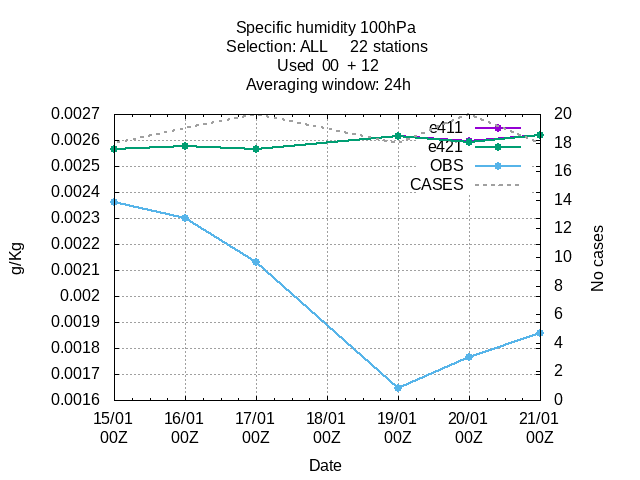 Specific humidity 100hPa
Selection: ALL 22 stations
Used 00 + 12
Averaging window: 24h
0.0027
0.0026
0.0025
0.0024
0.0023
0.0022
0.0021
0.002
0.0019
0.0018
0.0017
0.0016
g/Kg
e411
e421
OBS
CASES
20
18
16
14
12
10
8
6
4
2
0
No cases
15/01 16/01 17/01 18/01 19/01 20/01 21/01
00Z 00Z 00Z 00Z 00Z 00Z 00Z
Date